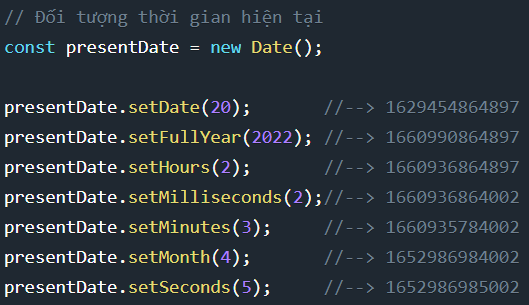 // Đối tượng thời gian hiện tại
const presentDate = new Date();
presentDate.setDate(20); //--> 1629454864897
presentDate.setFullYear(2022); //--> 1660990864897
presentDate.setHours(2); //--> 1660936864897
presentDate.setMilliseconds(2);//--> 1660936864002
presentDate.setMinutes(3); //--> 1660935784002
presentDate.setMonth(4); //--> 1652986984002
presentDate.setSeconds(5); //--> 1652986985002